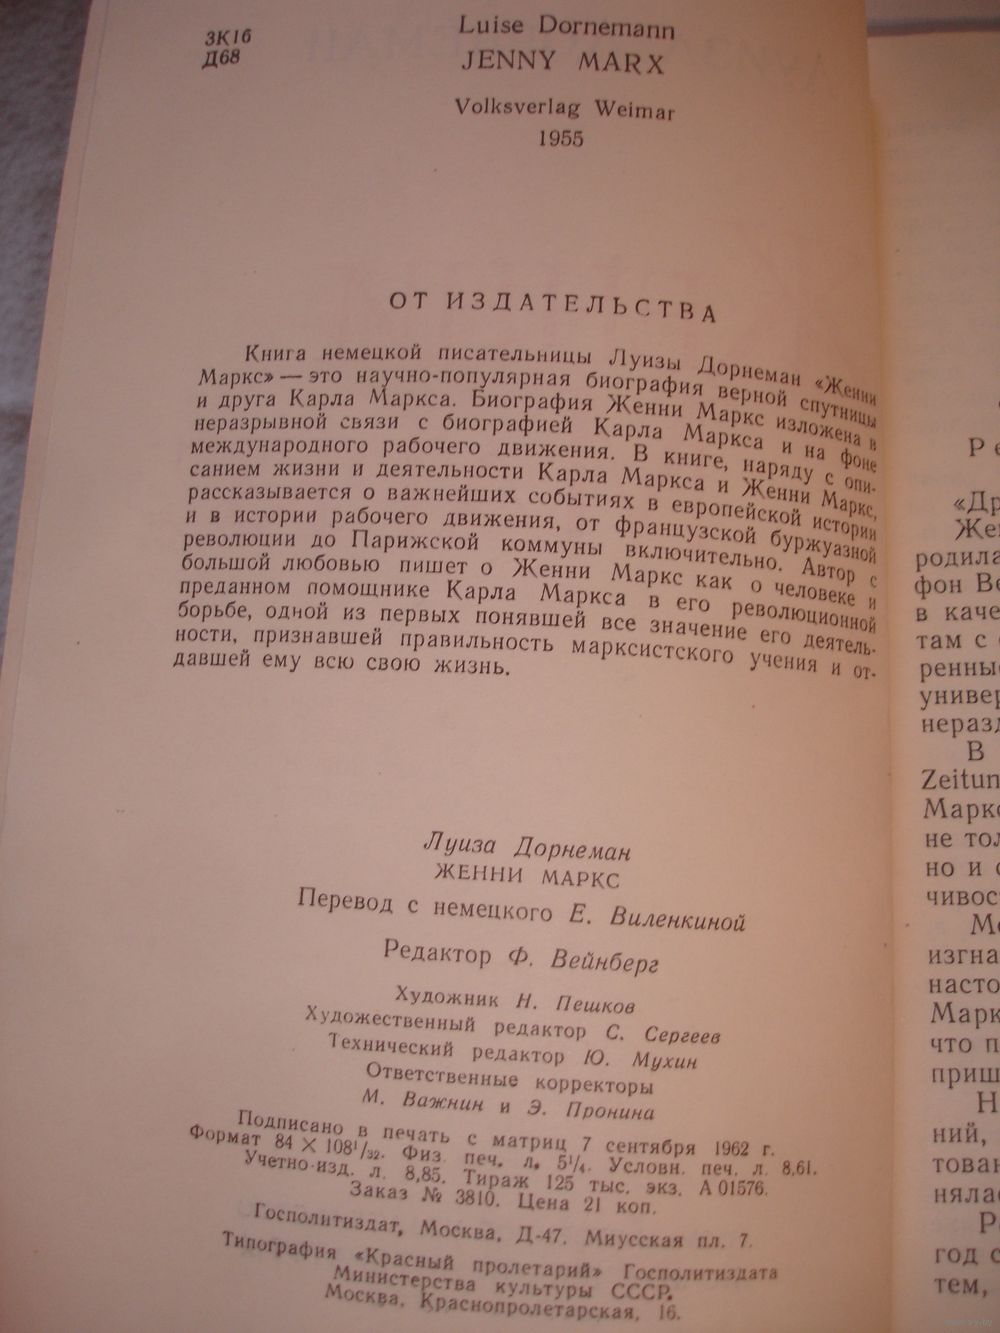 ЗК16
Д68
Luise Dornemann
JENNY MARX
Volksverlag Weimar
1955
ОТ ИЗДАТЕЛЬСТВА
Книга немецкой писательницы Луизы Дорнеман «Женни
Маркс» — это научно-популярная биография верной спутницы
и друга Карла Маркса. Биография Женни Маркс изложена в
неразрывной связи с биографией Карла Маркса и на фоне
международного рабочего движения. В книге, наряду с опи-
санием жизни и деятельности Карла Маркса и Женни Маркс,
рассказывается о важнейших событиях в европейской истории
и в истории рабочего движения, от французской буржуазной
революции до Парижской коммуны включительно. Автор с
большой любовью пишет о Женни Маркс как о человеке и
преданном помощнике Карла Маркса в его революционной
борьбе, одной из первых понявшей все значение его деятель-
ности, признавшей правильность марксистского учения и от-
давшей ему всю свою жизнь.
Луиза Дорнеман
ЖЕННИ МАРКС
Перевод с немецкого Е. Виленкиной
Редактор Ф. Вейнберг
Художник Н. Пешков
Художественный редактор С. Сергеев
Технический редактор Ю. Мухин
Ответственные корректоры
М. Важнин и Э. Пронина
Подписано в печать с матриц 7 сентября 1962 г.
Формат 84 × 108¹/₃₂. Физ. печ. л. 5¹/₄. Условн. печ. л. 8,61.
Учетно-изд. л. 8,85. Тираж 125 тыс. экз. А 01576.
Заказ № 3810. Цена 21 коп.
Госполитиздат, Москва, Д-47. Миусская пл. 7.
Типография «Красный пролетарий» Госполитиздата
Министерства культуры СССР.
Москва, Краснопролетарская, 16.
Ре
«Др
Жен
родила
фон Ве
в каче
там с
ренные
универ
нераз
В
Zeitun
Маркс
не тол
но и с
чивос
М
изгна
насто
Марк
что п
приш
Н
ний,
тован
нялас
Р
год с
тем,